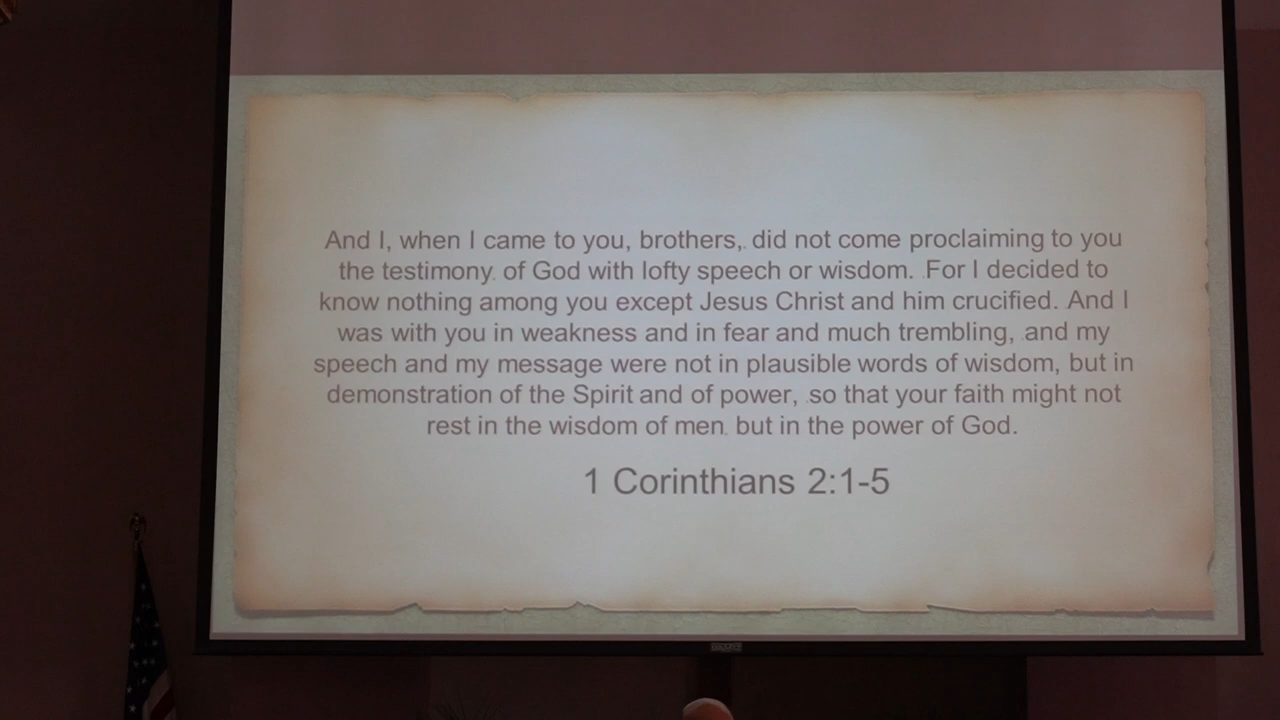 And I, when I came to you, brothers, did not come proclaiming to you
the testimony of God with lofty speech or wisdom. For I decided to
know nothing among you except Jesus Christ and him crucified. And I
was with you in weakness and in fear and much trembling, and my
speech and my message were not in plausible words of wisdom, but in
demonstration of the Spirit and of power, so that your faith might not
rest in the wisdom of men but in the power of God.
1 Corinthians 2:1-5